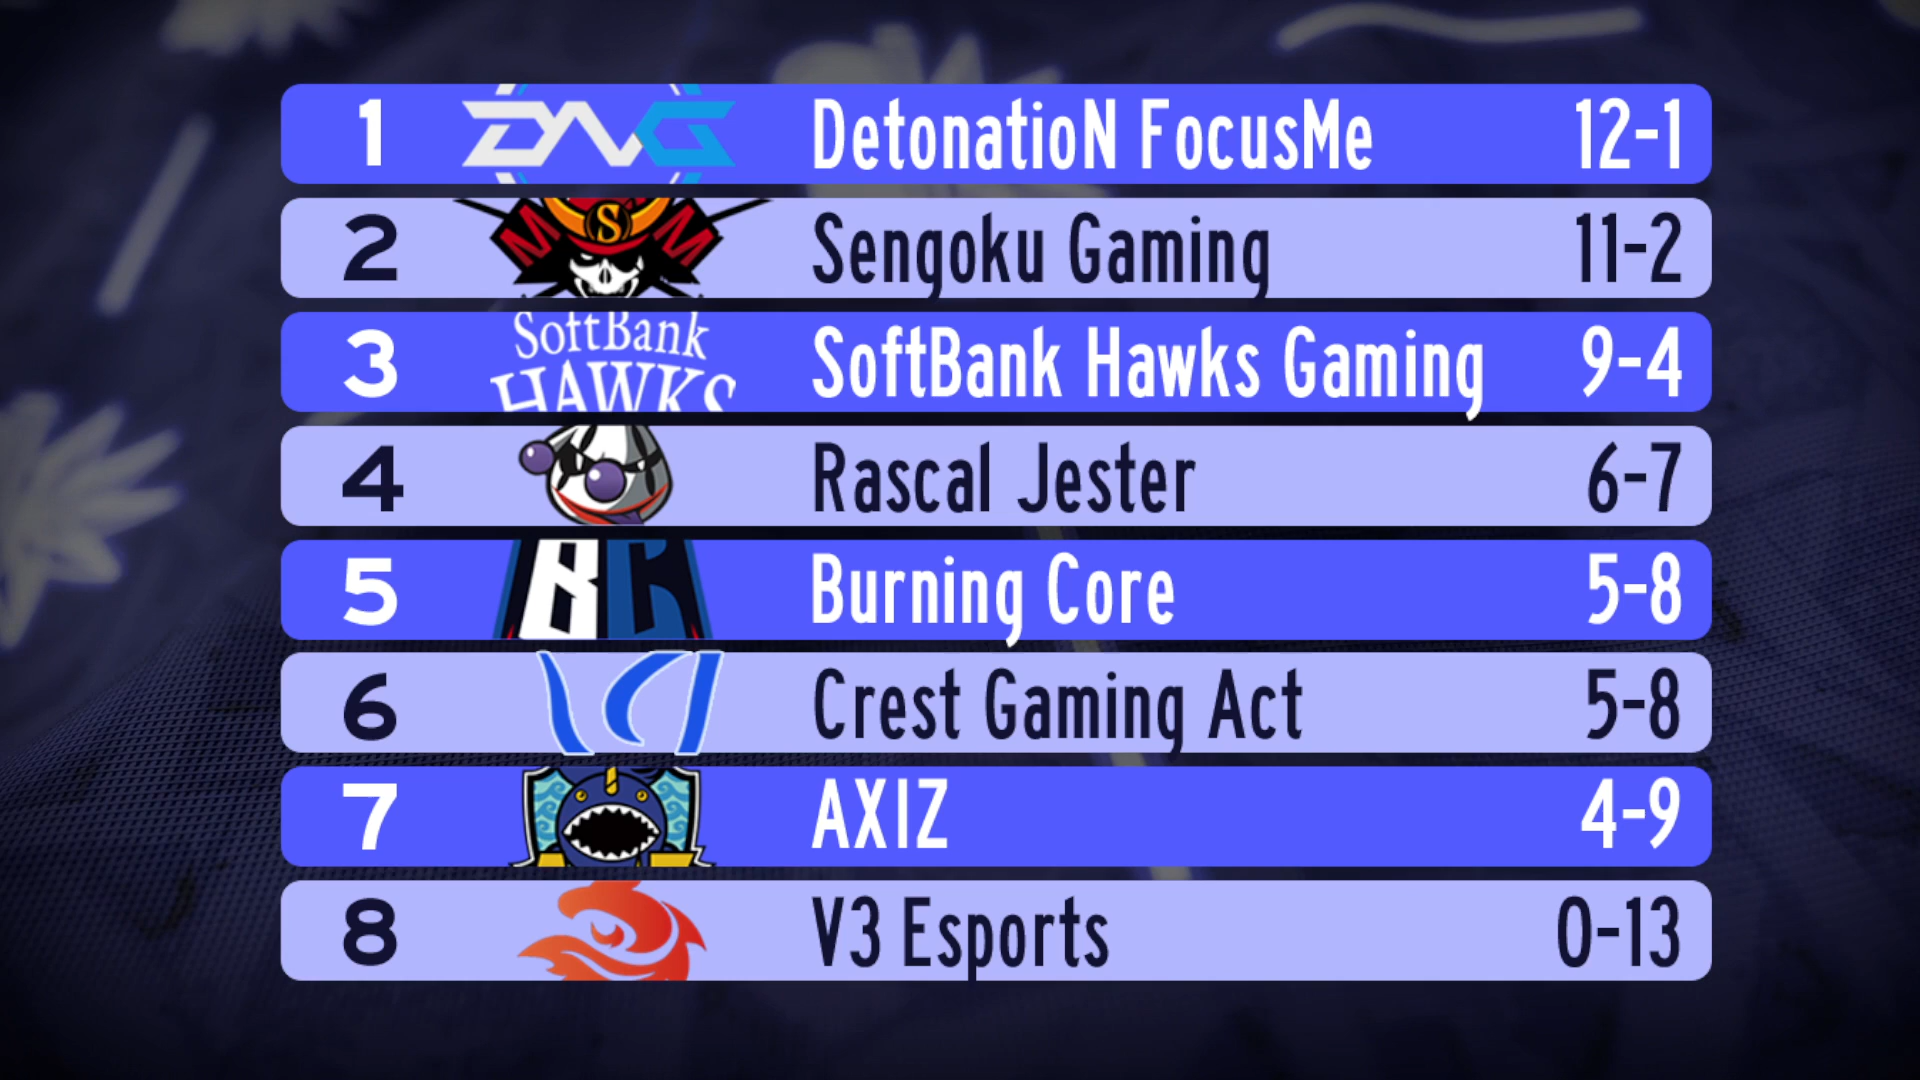 1 DNG DetonatioN FocusMe 12-1
2 M S M Sengoku Gaming 11-2
3 SoftBank HAWKS SoftBank Hawks Gaming 9-4
4 Rascal Jester 6-7
5 BC Burning Core 5-8
6 Crest Gaming Act 5-8
7 AXIZ 4-9
8 V3 Esports 0-13